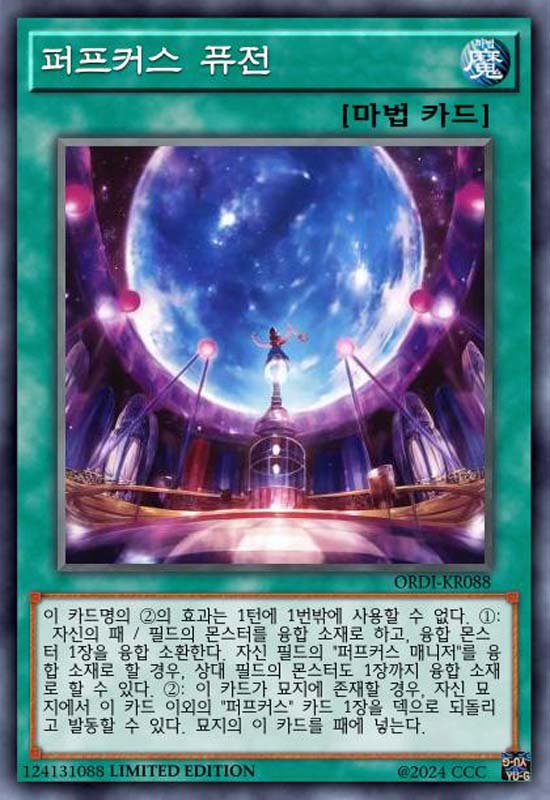 퍼프커스 퓨전
마법
魔
[마법 카드]
ORDI-KR088
이 카드명의 ②의 효과는 1턴에 1번밖에 사용할 수 없다. ①:
자신의 패 / 필드의 몬스터를 융합 소재로 하고, 융합 몬스
터 1장을 융합 소환한다. 자신 필드의 "퍼프커스 매니저"를 융
합 소재로 할 경우, 상대 필드의 몬스터도 1장까지 융합 소재
로 할 수 있다. ②: 이 카드가 묘지에 존재할 경우, 자신 묘
지에서 이 카드 이외의 "퍼프커스" 카드 1장을 덱으로 되돌리
고 발동할 수 있다. 묘지의 이 카드를 패에 넣는다.
124131088 LIMITED EDITION
@2024 CCC
YU-G